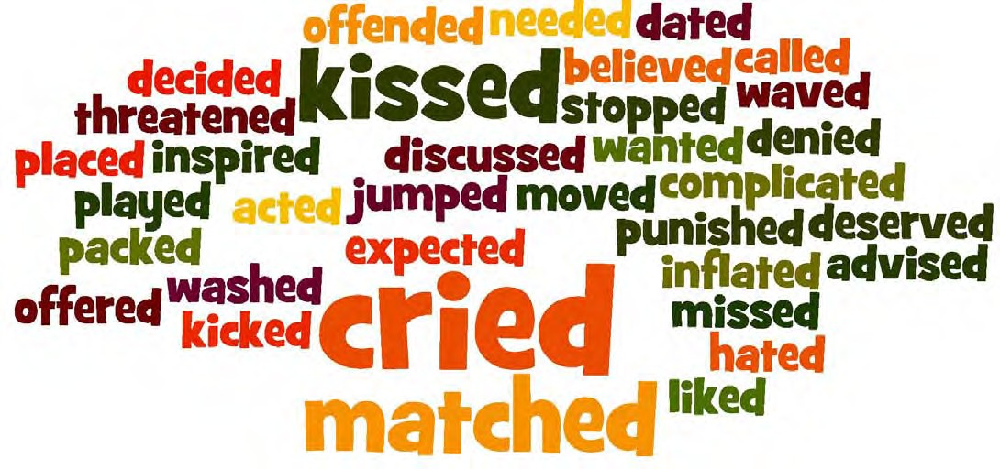 offended needed dated
decided kissed believed called
threatened stopped waved
placed inspired discussed wanted denied
played acted jumped moved complicated
packed expected punished deserved
offered washed cried inflated advised
kicked missed
hated
matched liked